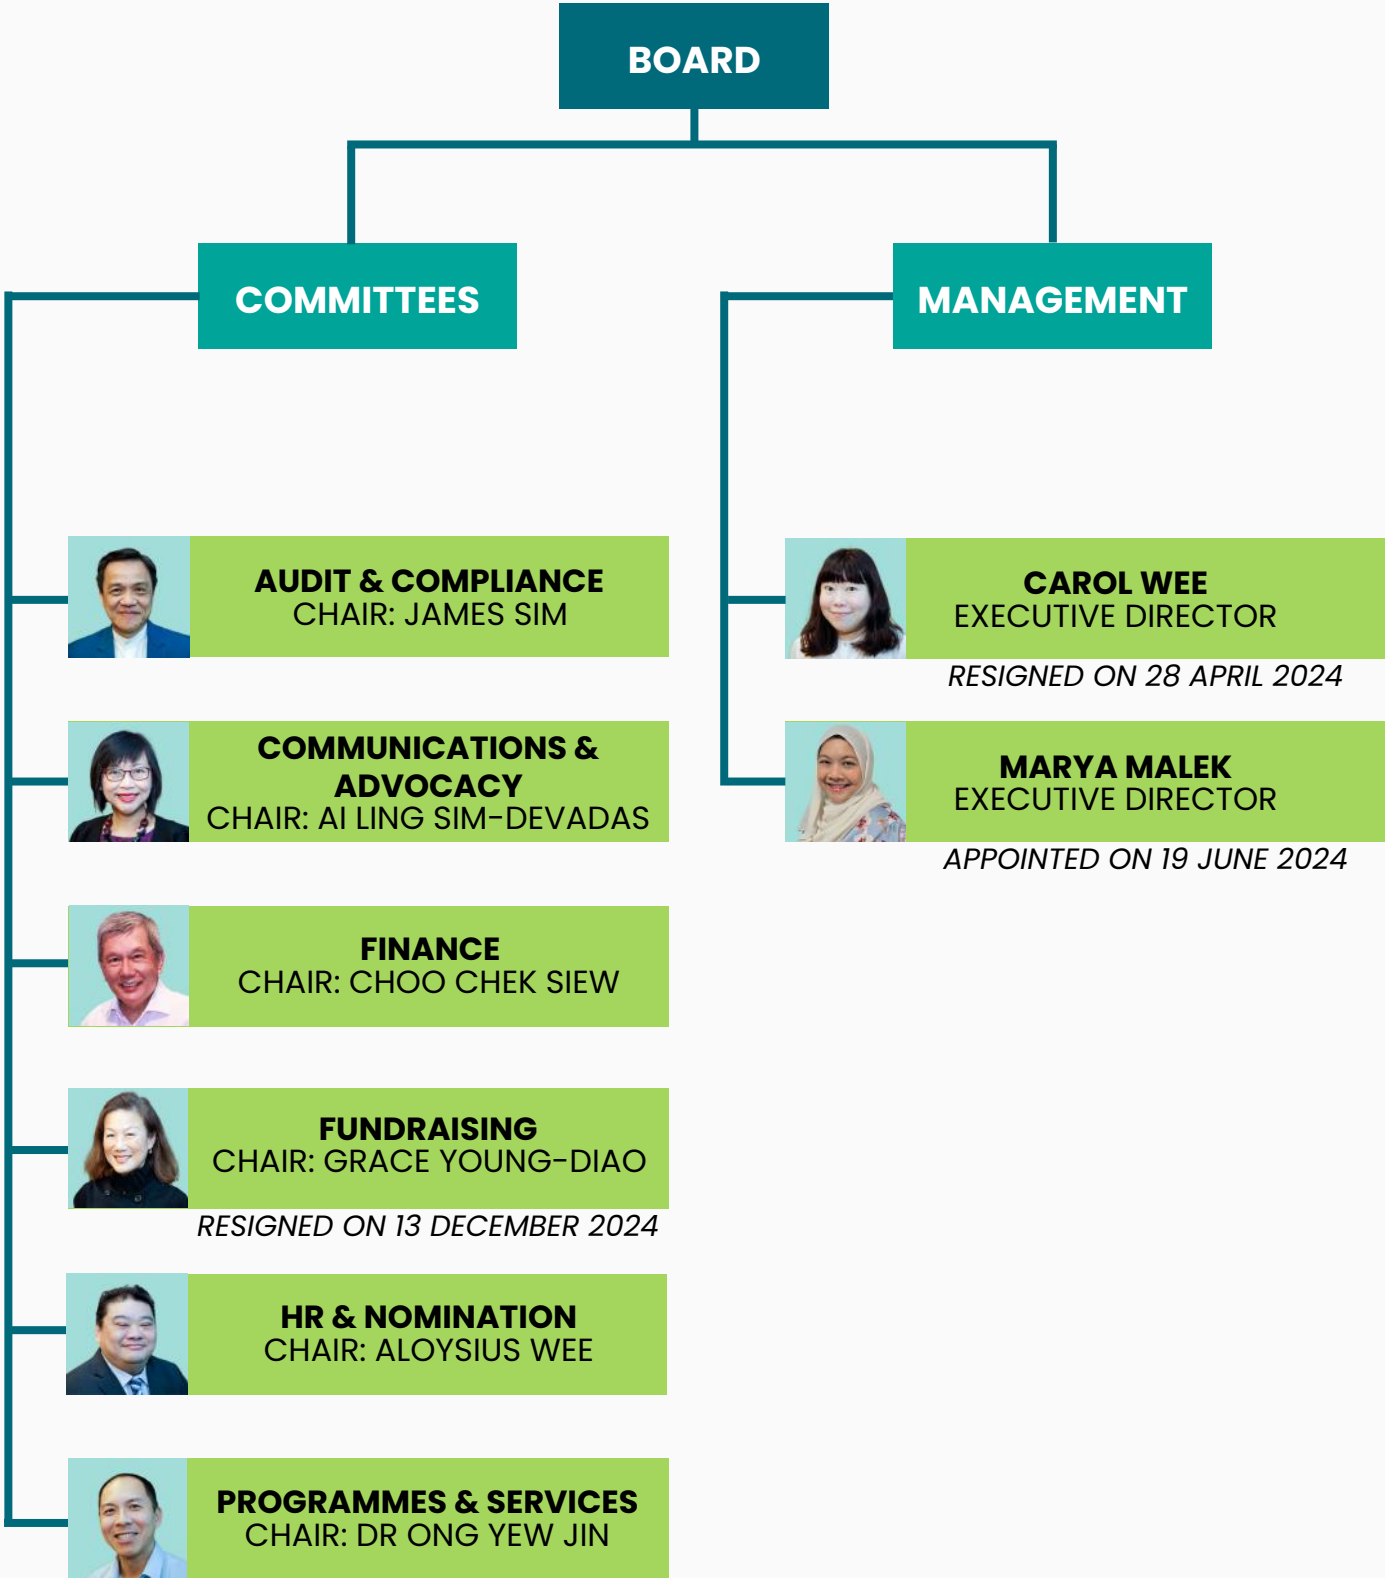 BOARD
COMMITTEES
MANAGEMENT
AUDIT & COMPLIANCE
CHAIR: JAMES SIM
COMMUNICATIONS &
ADVOCACY
CHAIR: AI LING SIM-DEVADAS
FINANCE
CHAIR: CHOO CHEK SIEW
FUNDRAISING
CHAIR: GRACE YOUNG-DIAO
RESIGNED ON 13 DECEMBER 2024
HR & NOMINATION
CHAIR: ALOYSIUS WEE
PROGRAMMES & SERVICES
CHAIR: DR ONG YEW JIN
CAROL WEE
EXECUTIVE DIRECTOR
RESIGNED ON 28 APRIL 2024
MARYA MALEK
EXECUTIVE DIRECTOR
APPOINTED ON 19 JUNE 2024